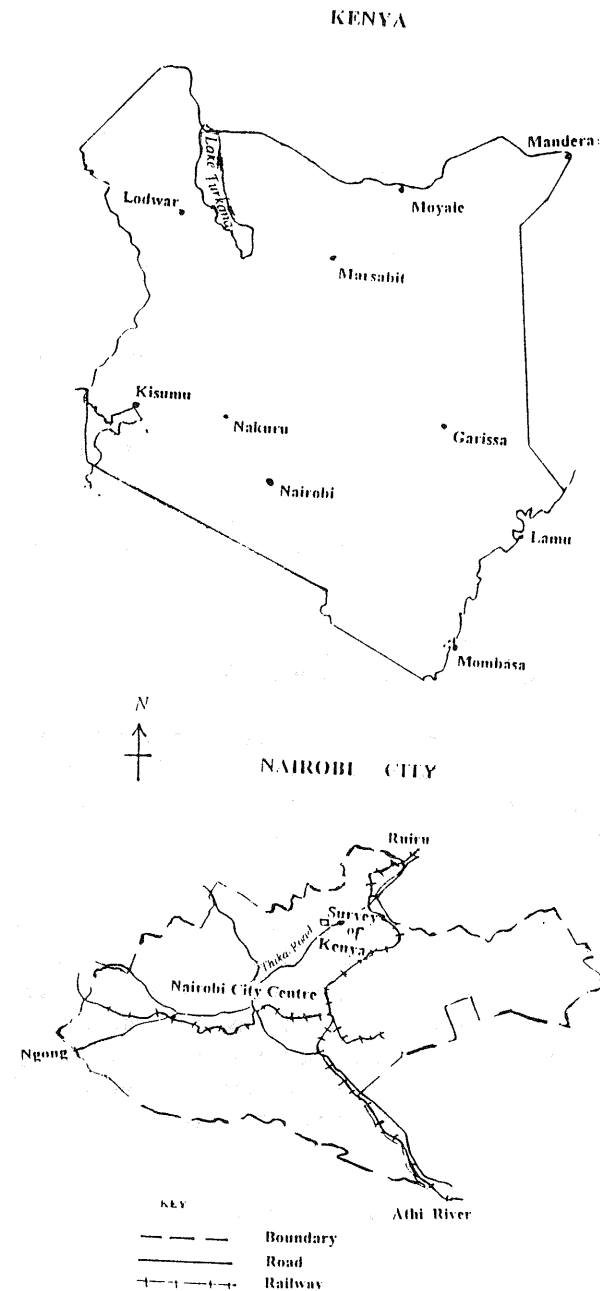 KENYA
Mandera
Lake Turkana
Lodwar
Moyale
Marsabit
Kisumu
Nakuru
Garissa
Nairobi
Lamu
Mombasa
N
NAIROBI CITY
Ruiru
Survey
of
Kenya
Thika Road
Nairobi City Centre
Ngong
Athi River
KEY
Boundary
Road
Railway